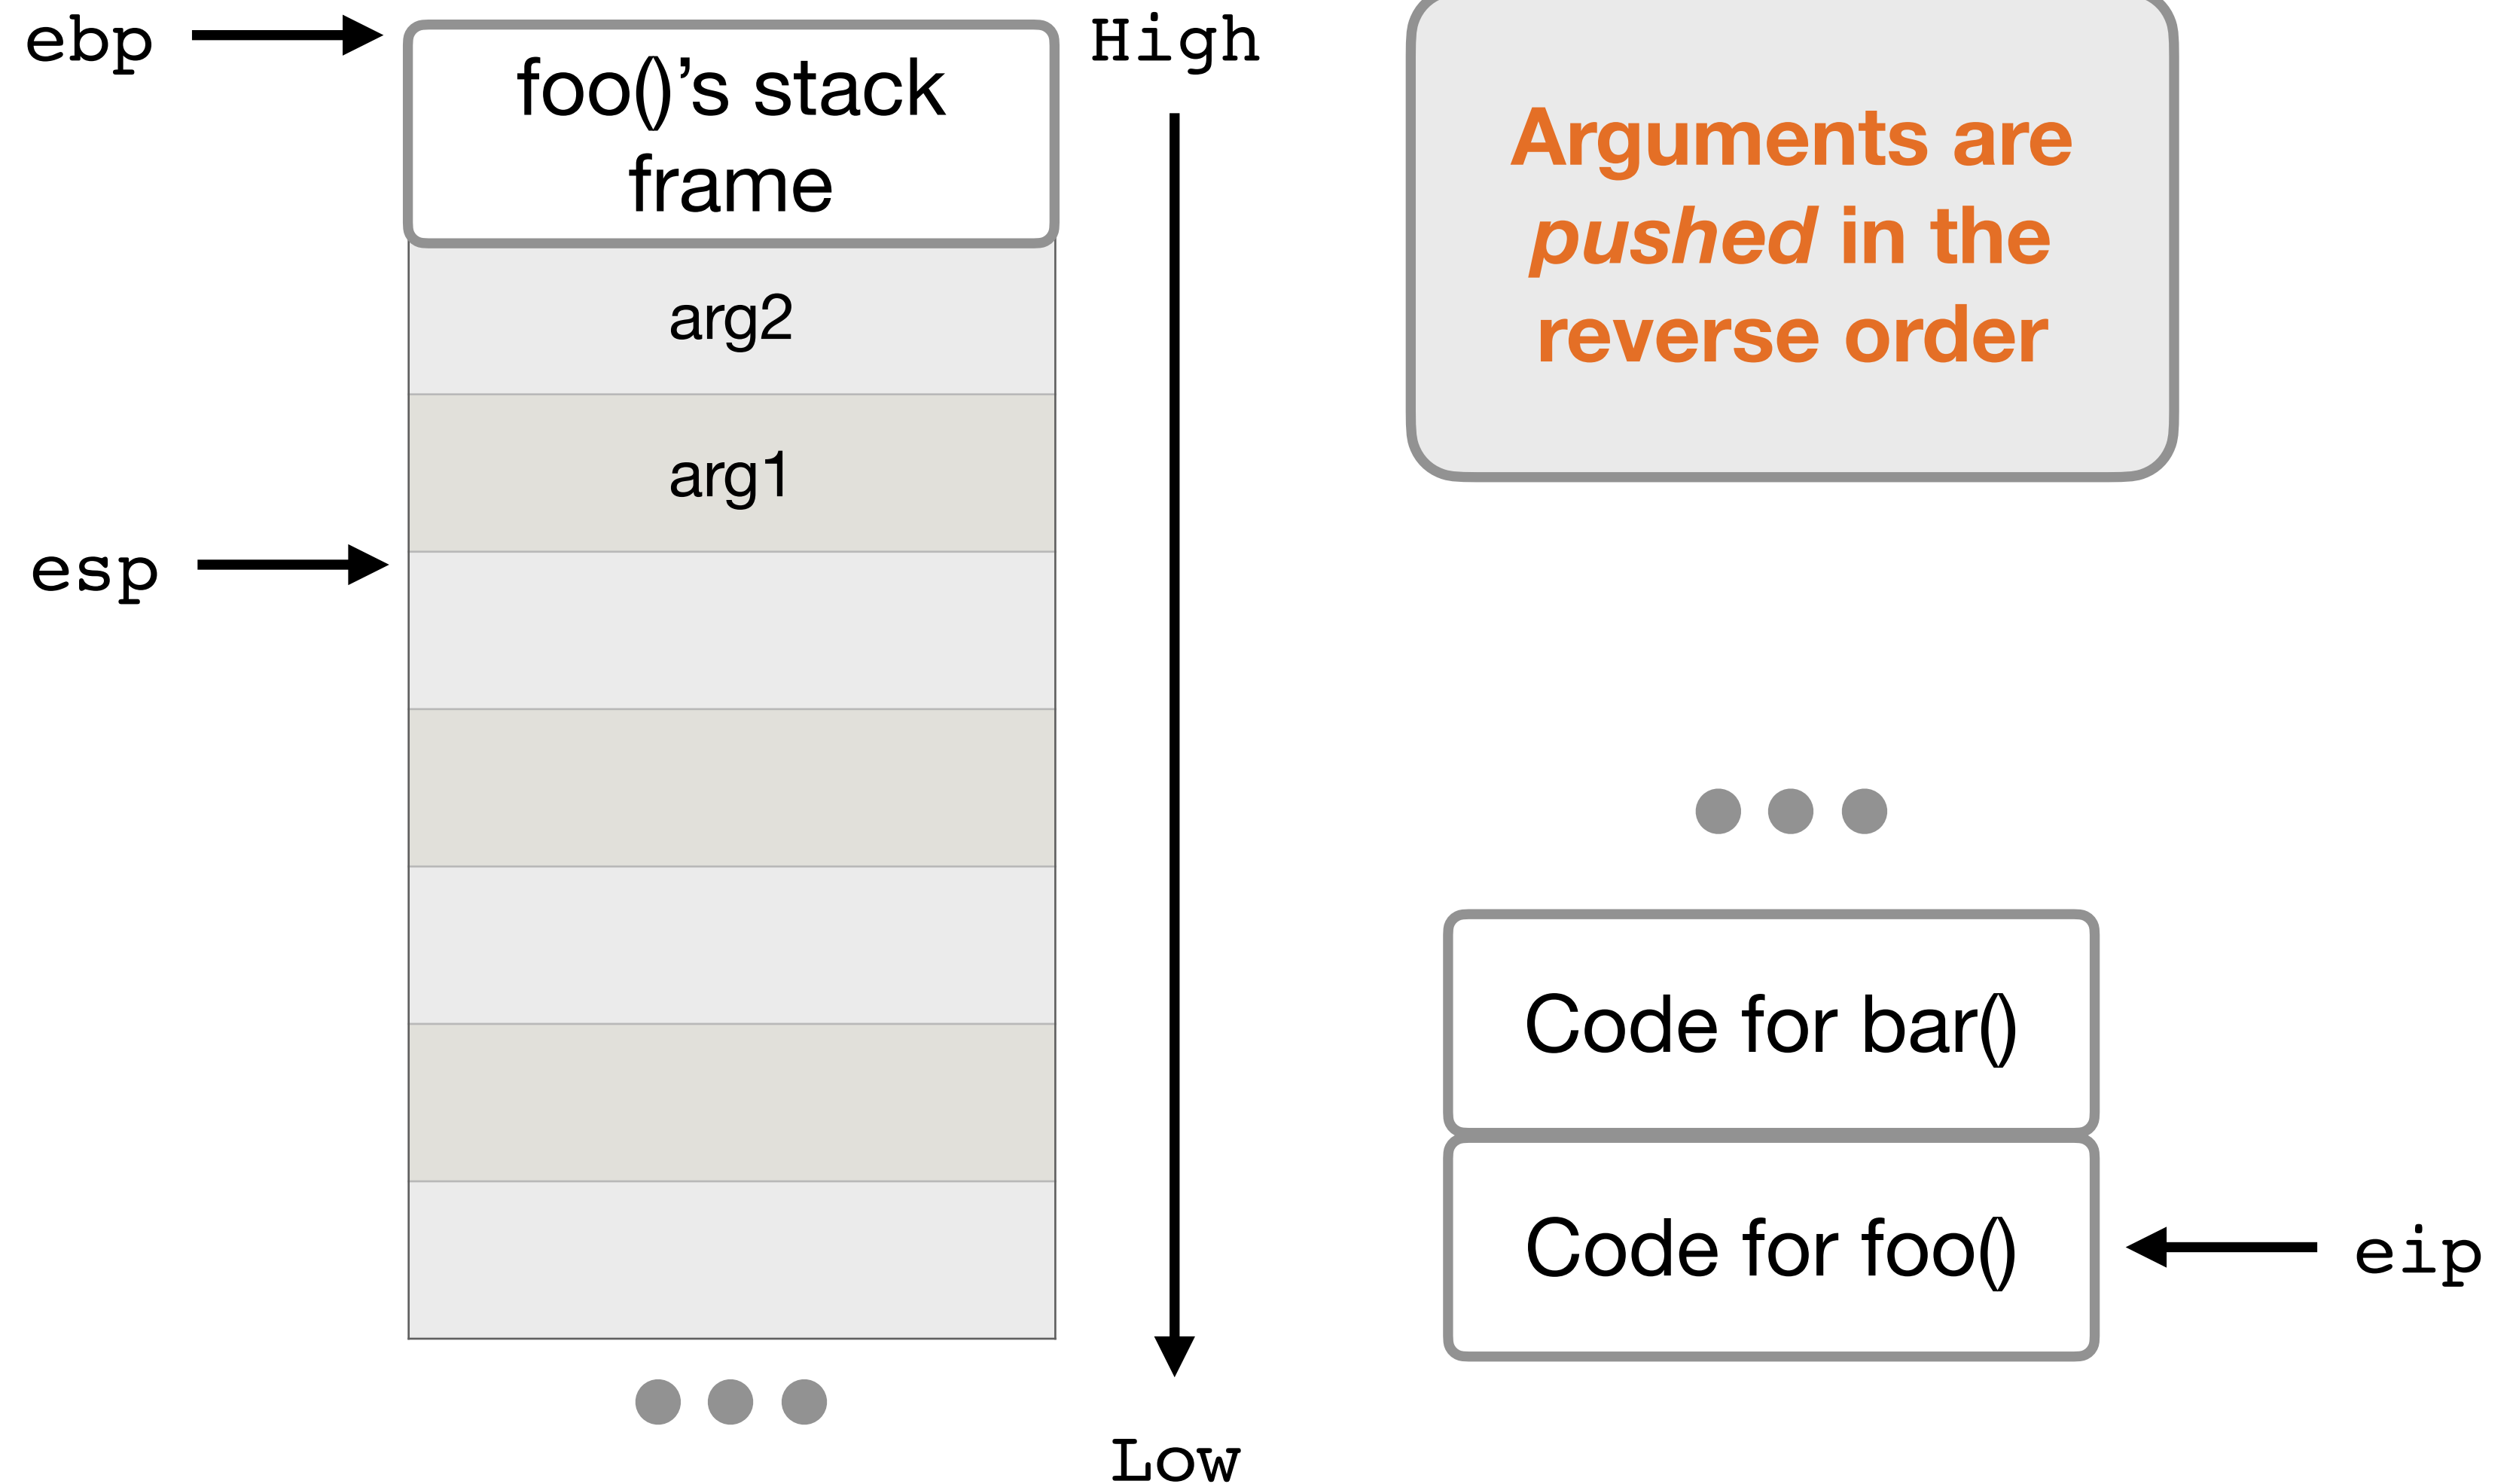 ebp
foo()’s stack
frame
High
Arguments are
pushed in the
reverse order
arg2
arg1
esp
Code for bar()
Code for foo()
eip
Low